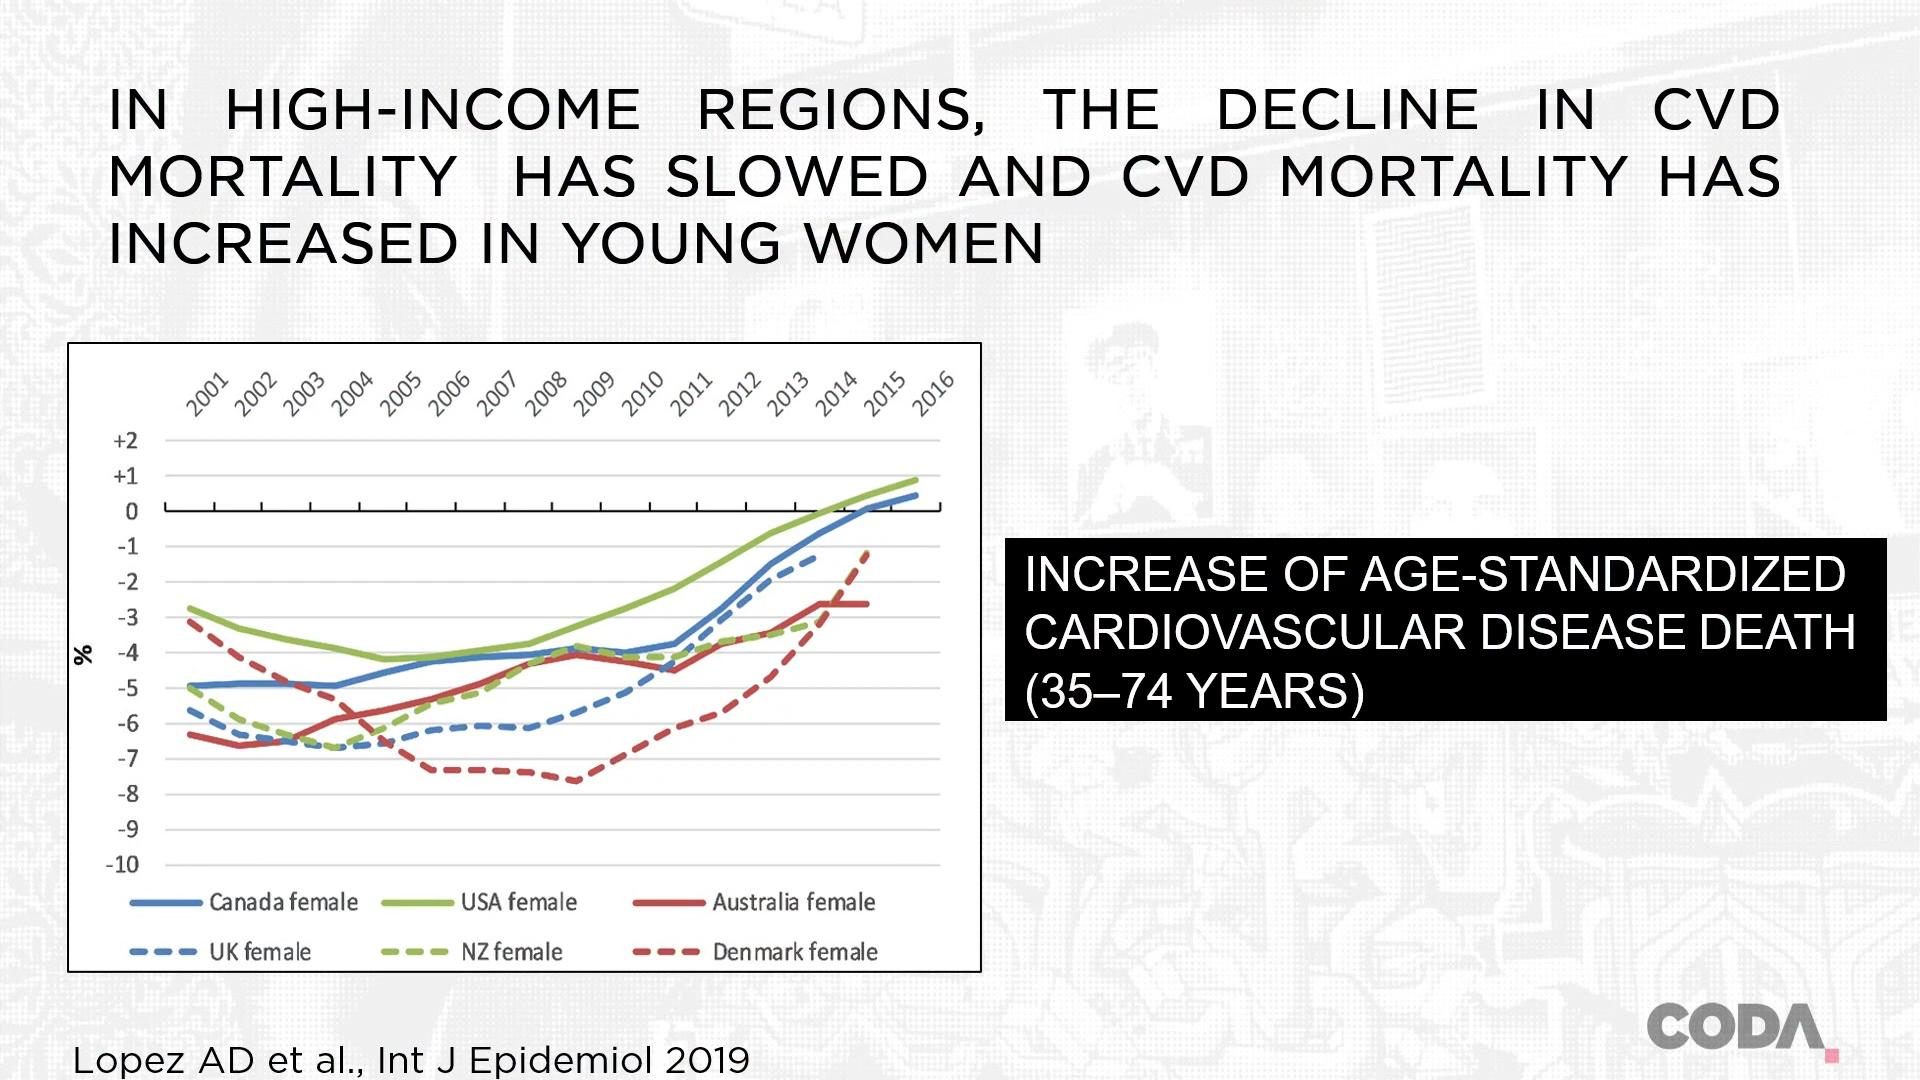 IN HIGH-INCOME REGIONS, THE DECLINE IN CVD
MORTALITY HAS SLOWED AND CVD MORTALITY HAS
INCREASED IN YOUNG WOMEN
2001 2002 2003 2004 2005 2006 2007 2008 2009 2010 2011 2012 2013 2014 2015 2016
+2
+1
0
-1
-2
-3
-4
-5
-6
-7
-8
-9
-10
%
Canada female USA female Australia female
UK female NZ female Denmark female
INCREASE OF AGE-STANDARDIZED
CARDIOVASCULAR DISEASE DEATH
(35–74 YEARS)
Lopez AD et al., Int J Epidemiol 2019
CODA